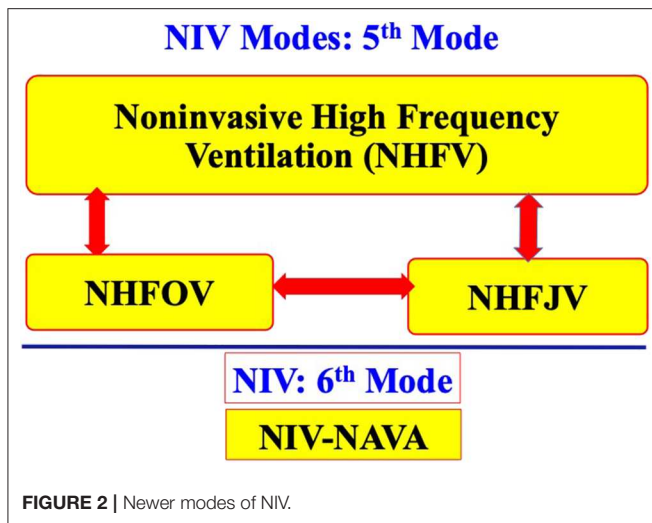 NIV Modes: 5th Mode
Noninvasive High Frequency
Ventilation (NHFV)
NHFOV
NHFJV
NIV: 6th Mode
NIV-NAVA
FIGURE 2 | Newer modes of NIV.